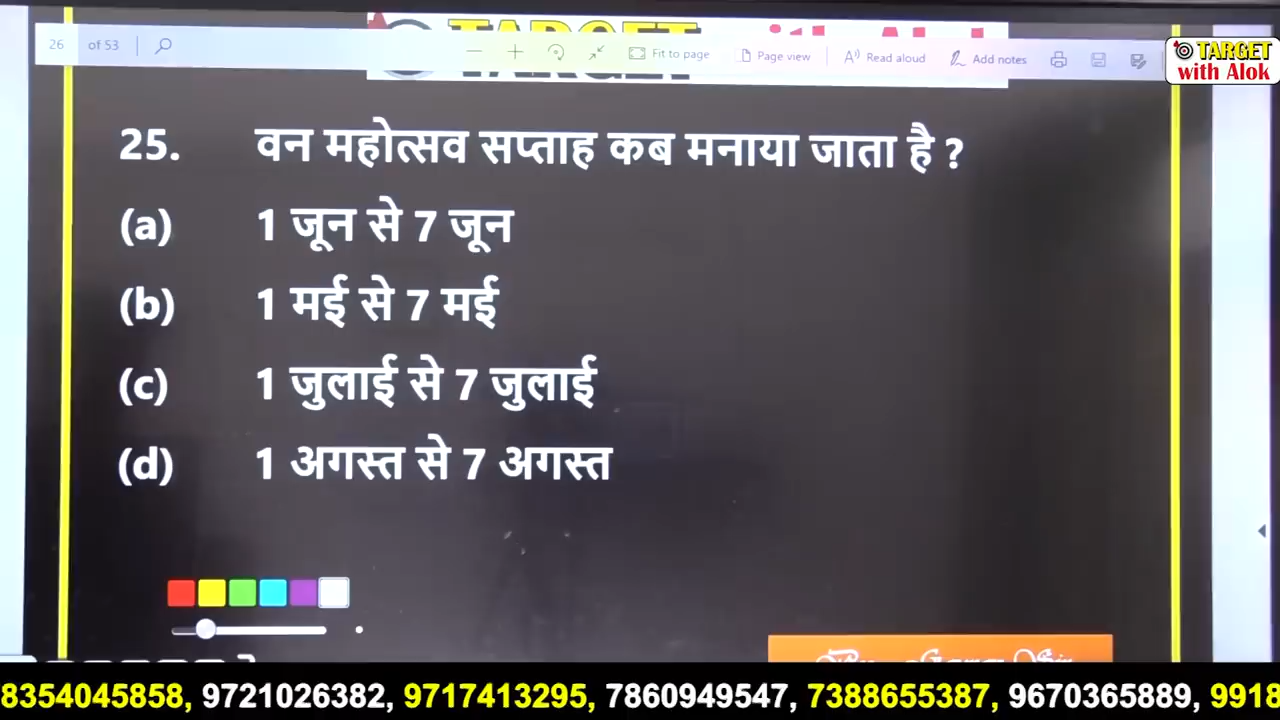 TARGET
26 of 53 Fit to page Page view Read aloud Add notes
TARGET
with Alok
25. वन महोत्सव सप्ताह कब मनाया जाता है ?
(a) 1 जून से 7 जून
(b) 1 मई से 7 मई
(c) 1 जुलाई से 7 जुलाई
(d) 1 अगस्त से 7 अगस्त
8354045858, 9721026382, 9717413295, 7860949547, 7388655387, 9670365889, 9918